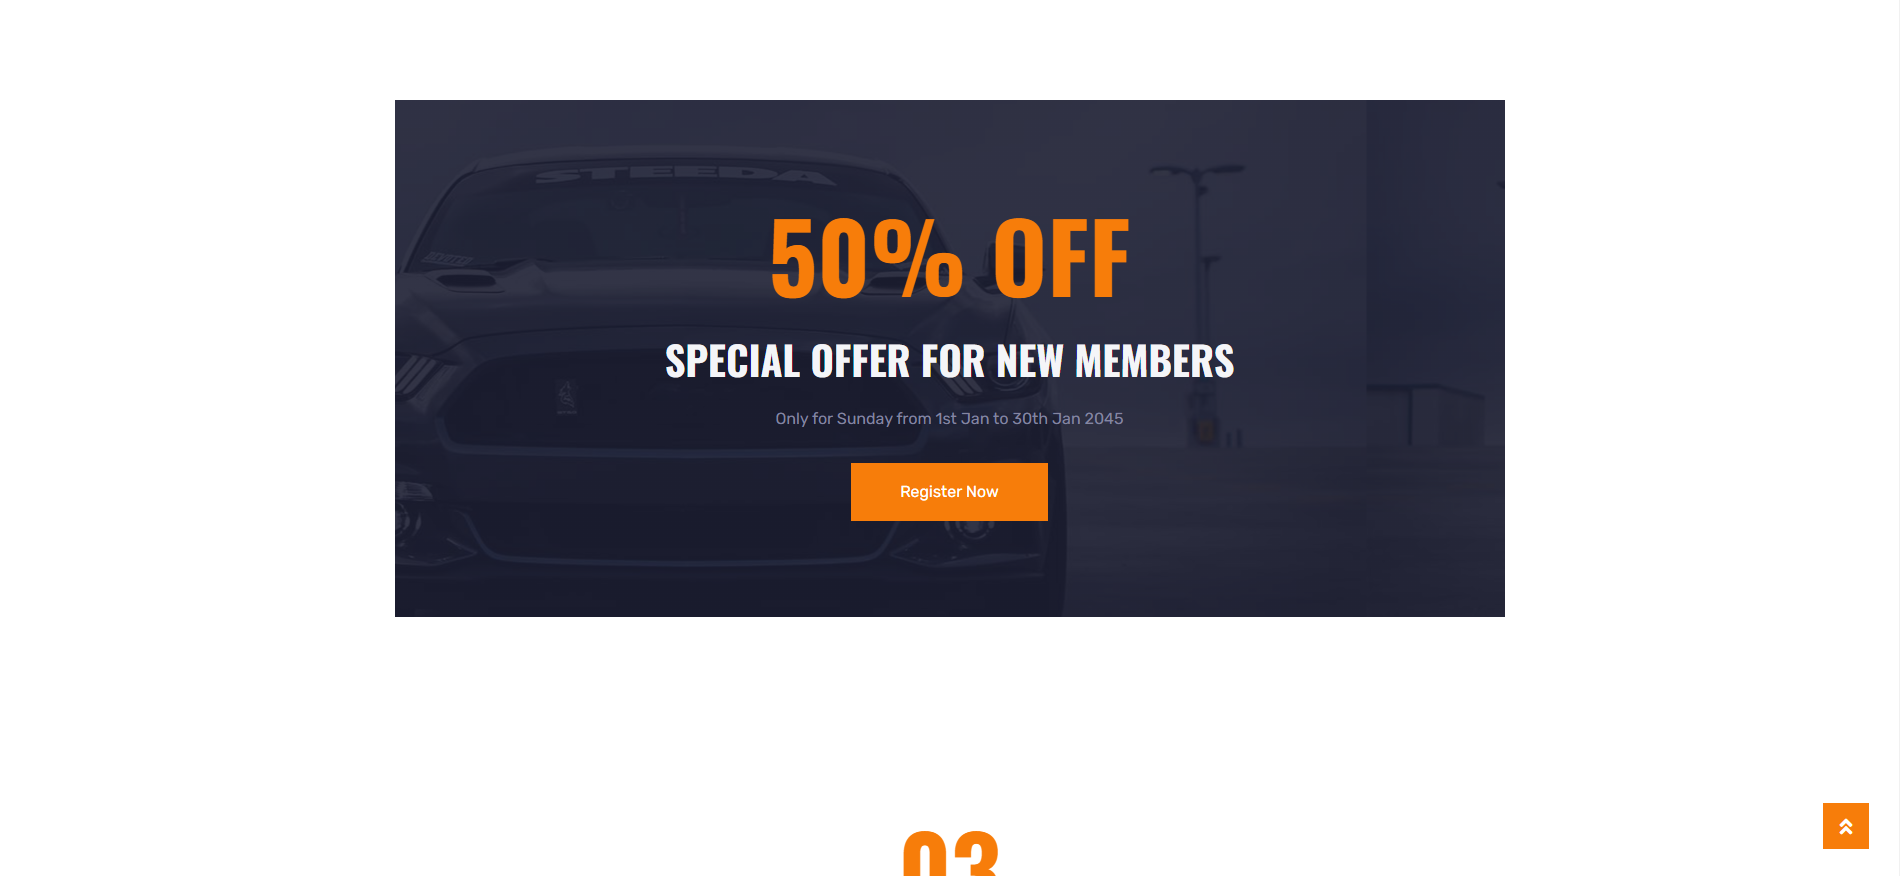 STEEDA
50% OFF
SPECIAL OFFER FOR NEW MEMBERS
Only for Sunday from 1st Jan to 30th Jan 2045
Register Now
03